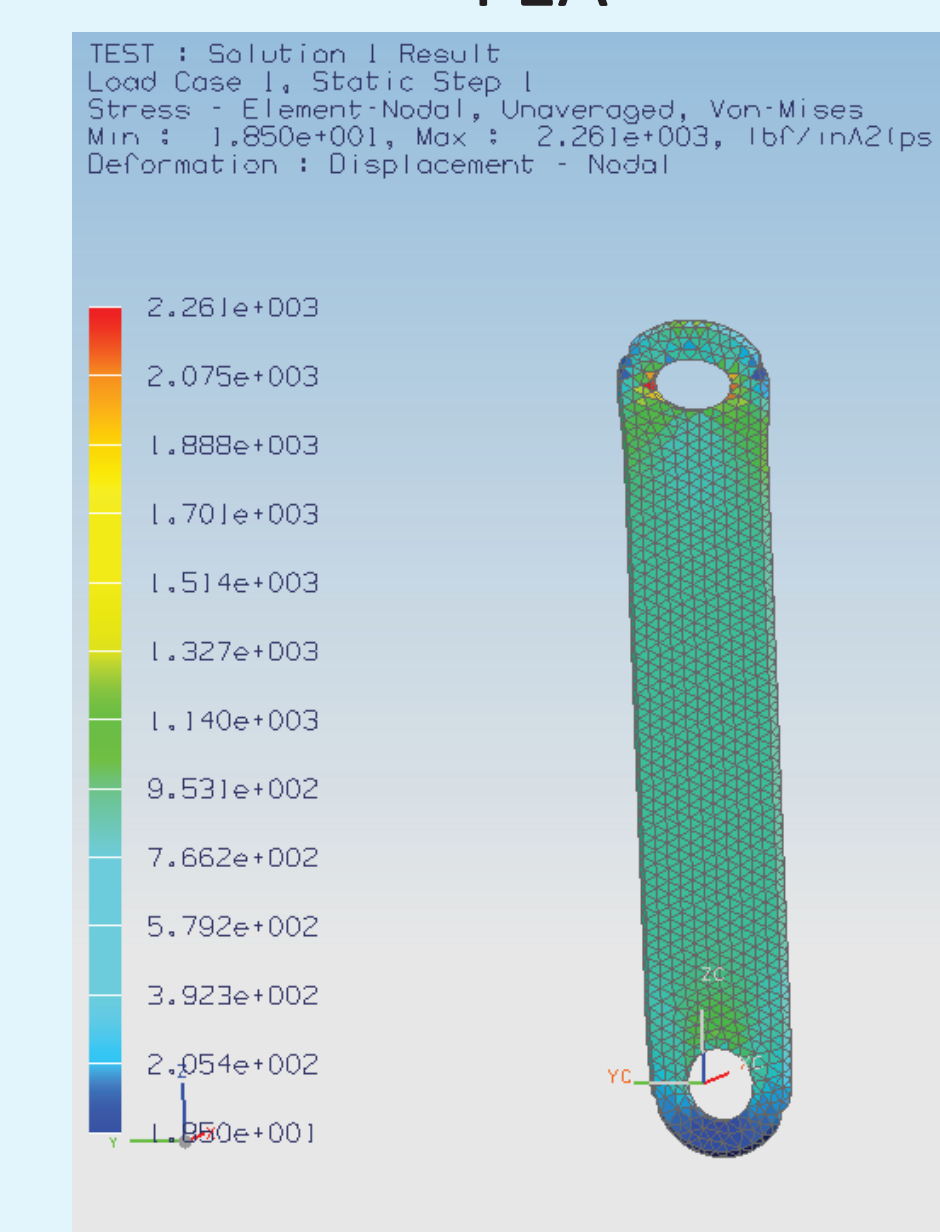 FEA
TEST : Solution 1 Result
Load Case 1, Static Step 1
Stress - Element-Nodal, Unaveraged, Von-Mises
Min : 1.850e+001, Max : 2.261e+003, lbf/in^2(ps
Deformation : Displacement - Nodal
2.261e+003
2.075e+003
1.888e+003
1.701e+003
1.514e+003
1.327e+003
1.140e+003
9.531e+002
7.662e+002
5.792e+002
3.923e+002
2.054e+002
1.850e+001
ZC
YC
XC
Z
Y
X